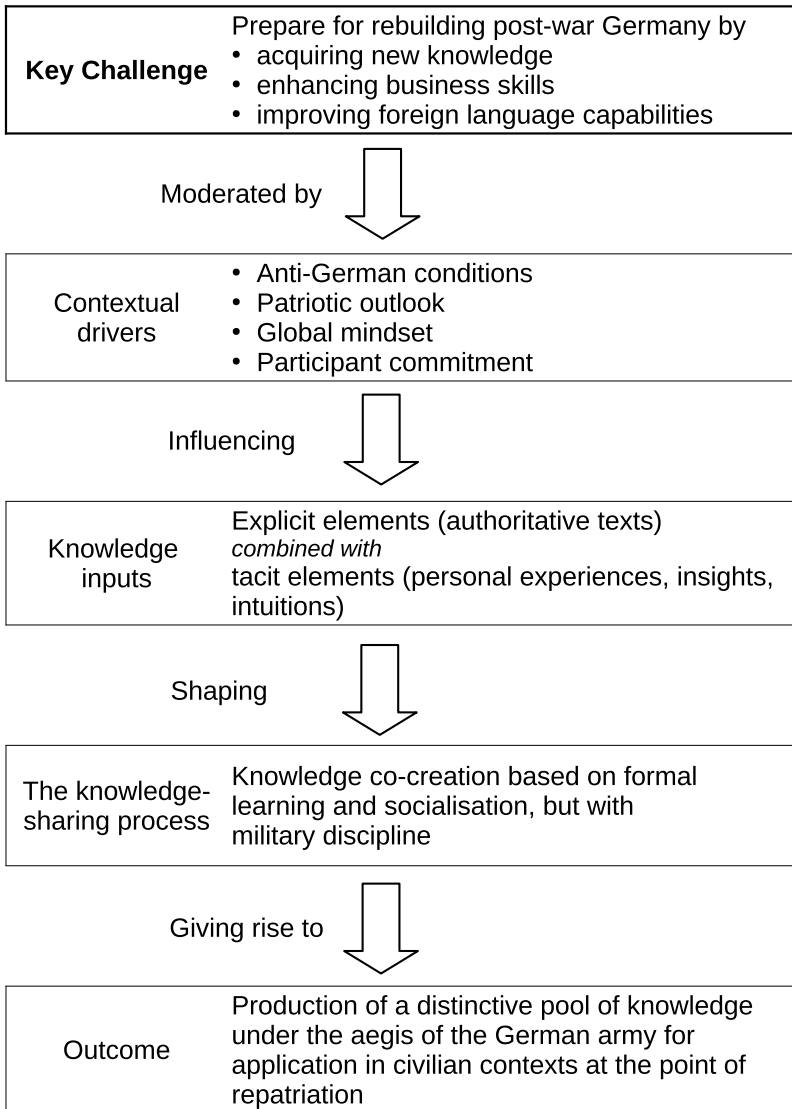 Key Challenge
Prepare for rebuilding post-war Germany by
• acquiring new knowledge
• enhancing business skills
• improving foreign language capabilities
Moderated by
Contextual
drivers
• Anti-German conditions
• Patriotic outlook
• Global mindset
• Participant commitment
Influencing
Knowledge
inputs
Explicit elements (authoritative texts)
combined with
tacit elements (personal experiences, insights,
intuitions)
Shaping
The knowledge-
sharing process
Knowledge co-creation based on formal
learning and socialisation, but with
military discipline
Giving rise to
Outcome
Production of a distinctive pool of knowledge
under the aegis of the German army for
application in civilian contexts at the point of
repatriation